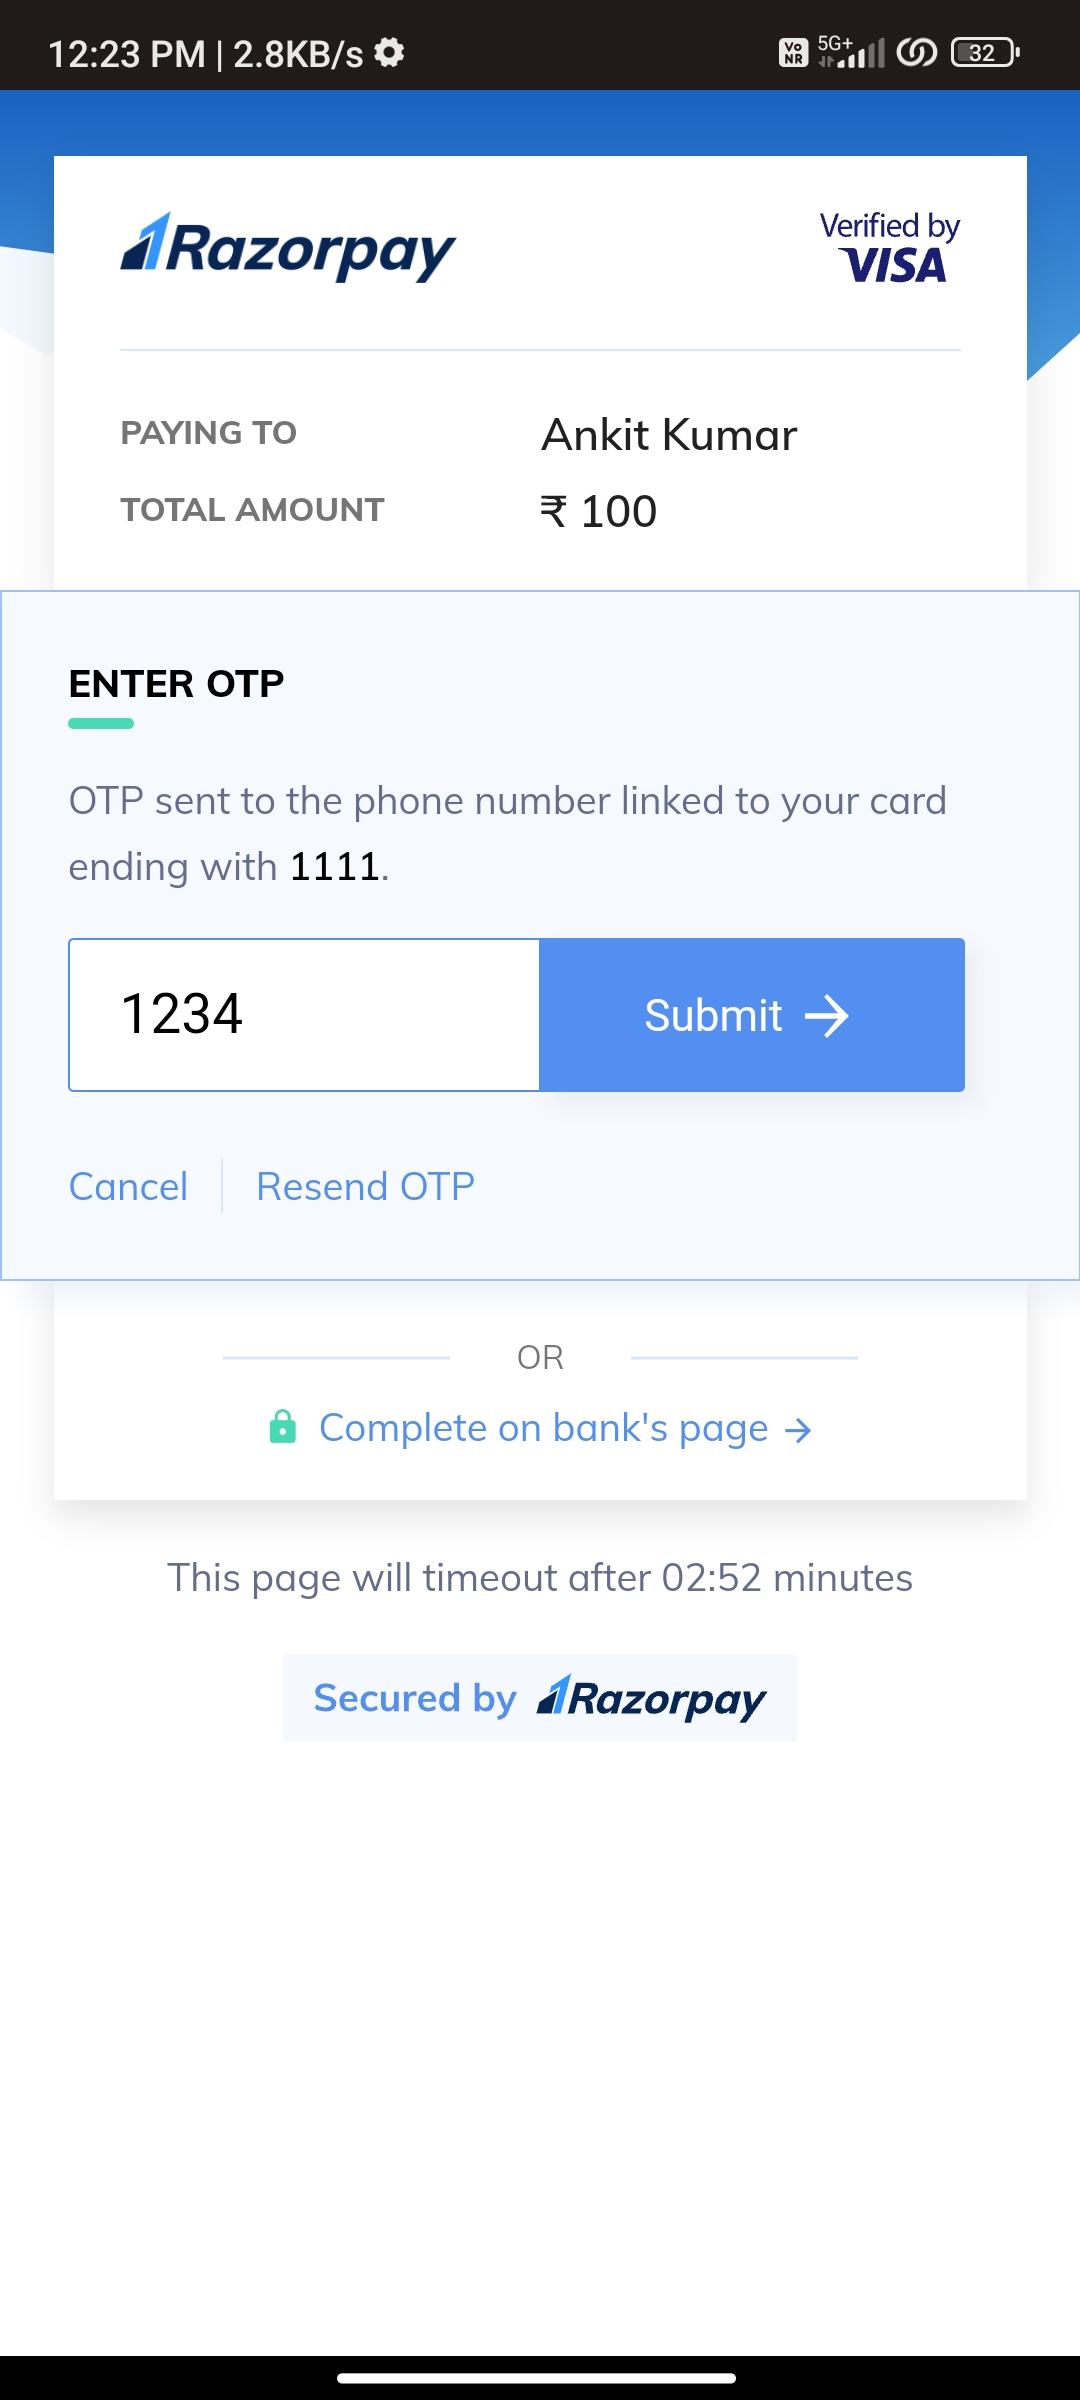 12:23 PM | 2.8KB/s
Vo NR 5G+ 32
Razorpay
Verified by
VISA
PAYING TO Ankit Kumar
TOTAL AMOUNT ₹ 100
ENTER OTP
OTP sent to the phone number linked to your card
ending with 1111.
1234 Submit →
Cancel Resend OTP
OR
Complete on bank's page →
This page will timeout after 02:52 minutes
Secured by Razorpay